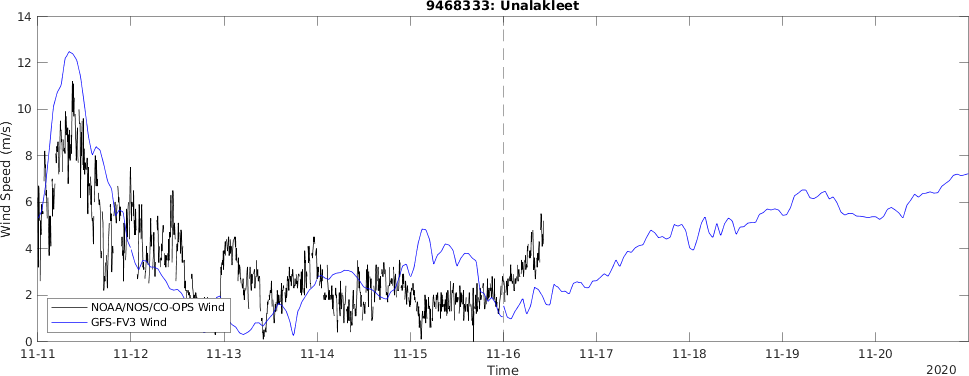 9468333: Unalakleet
14
12
10
8
6
4
2
0
Wind Speed (m/s)
NOAA/NOS/CO-OPS Wind
GFS-FV3 Wind
11-11 11-12 11-13 11-14 11-15 11-16 11-17 11-18 11-19 11-20
Time
2020